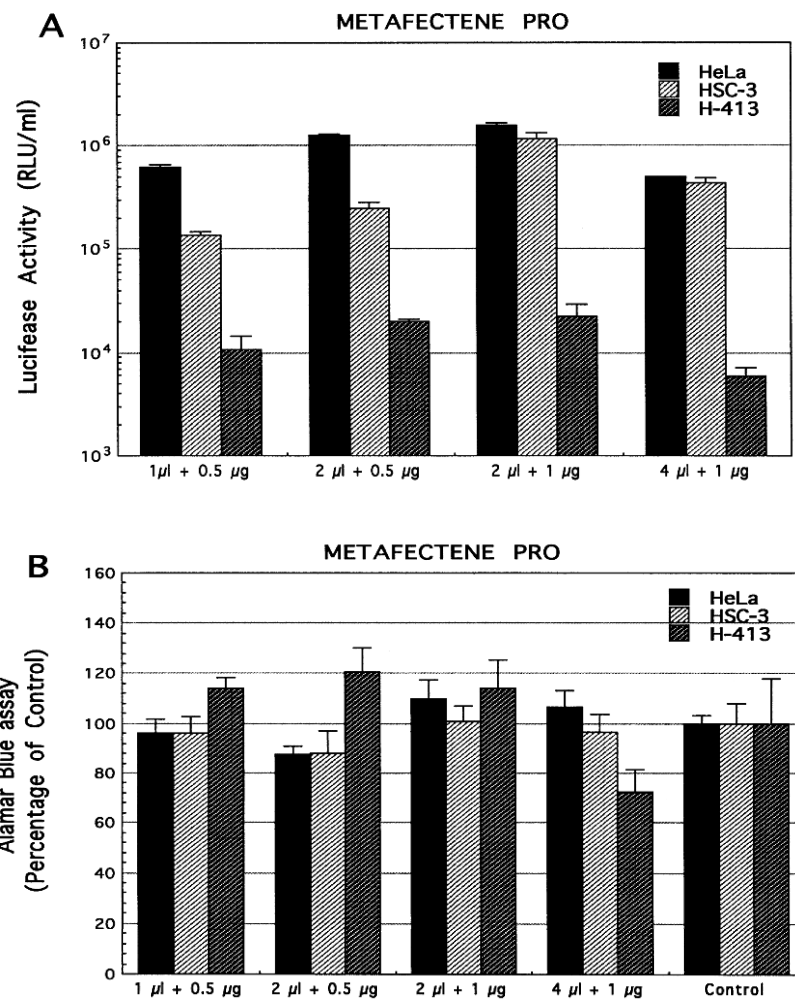 A
METAFECTENE PRO
Lucifease Activity (RLU/ml)
10⁷
10⁶
10⁵
10⁴
10³
HeLa
HSC-3
H-413
1µl + 0.5 µg
2 µl + 0.5 µg
2 µl + 1 µg
4 µl + 1 µg
B
METAFECTENE PRO
Alamar Blue assay
(Percentage of Control)
160
140
120
100
80
60
40
20
0
HeLa
HSC-3
H-413
1 µl + 0.5 µg
2 µl + 0.5 µg
2 µl + 1 µg
4 µl + 1 µg
Control